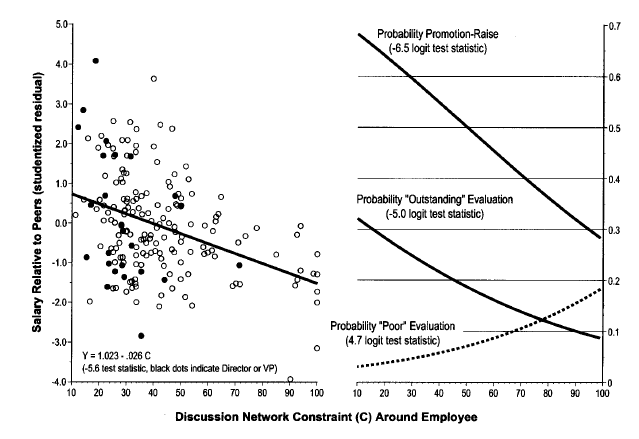 5.0
4.0
3.0
2.0
1.0
0.0
-1.0
-2.0
-3.0
-4.0
Salary Relative to Peers (studentized residual)
Y = 1.023 - .026 C
(-5.6 test statistic, black dots indicate Director or VP)
10 20 30 40 50 60 70 80 90 100
Probability Promotion-Raise
(-6.5 logit test statistic)
Probability "Outstanding" Evaluation
(-5.0 logit test statistic)
Probability "Poor" Evaluation
(4.7 logit test statistic)
0.7
0.6
0.5
0.4
0.3
0.2
0.1
0
10 20 30 40 50 60 70 80 90 100
Discussion Network Constraint (C) Around Employee